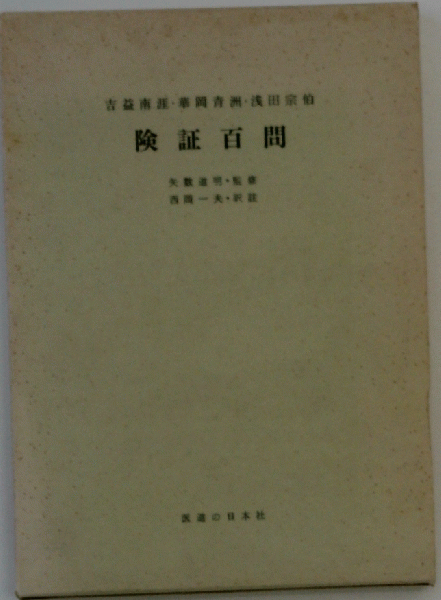 吉益南涯・華岡青洲・浅田宗伯
険証百問
矢數道明・監修
西岡一夫・訳註
医道の日本社